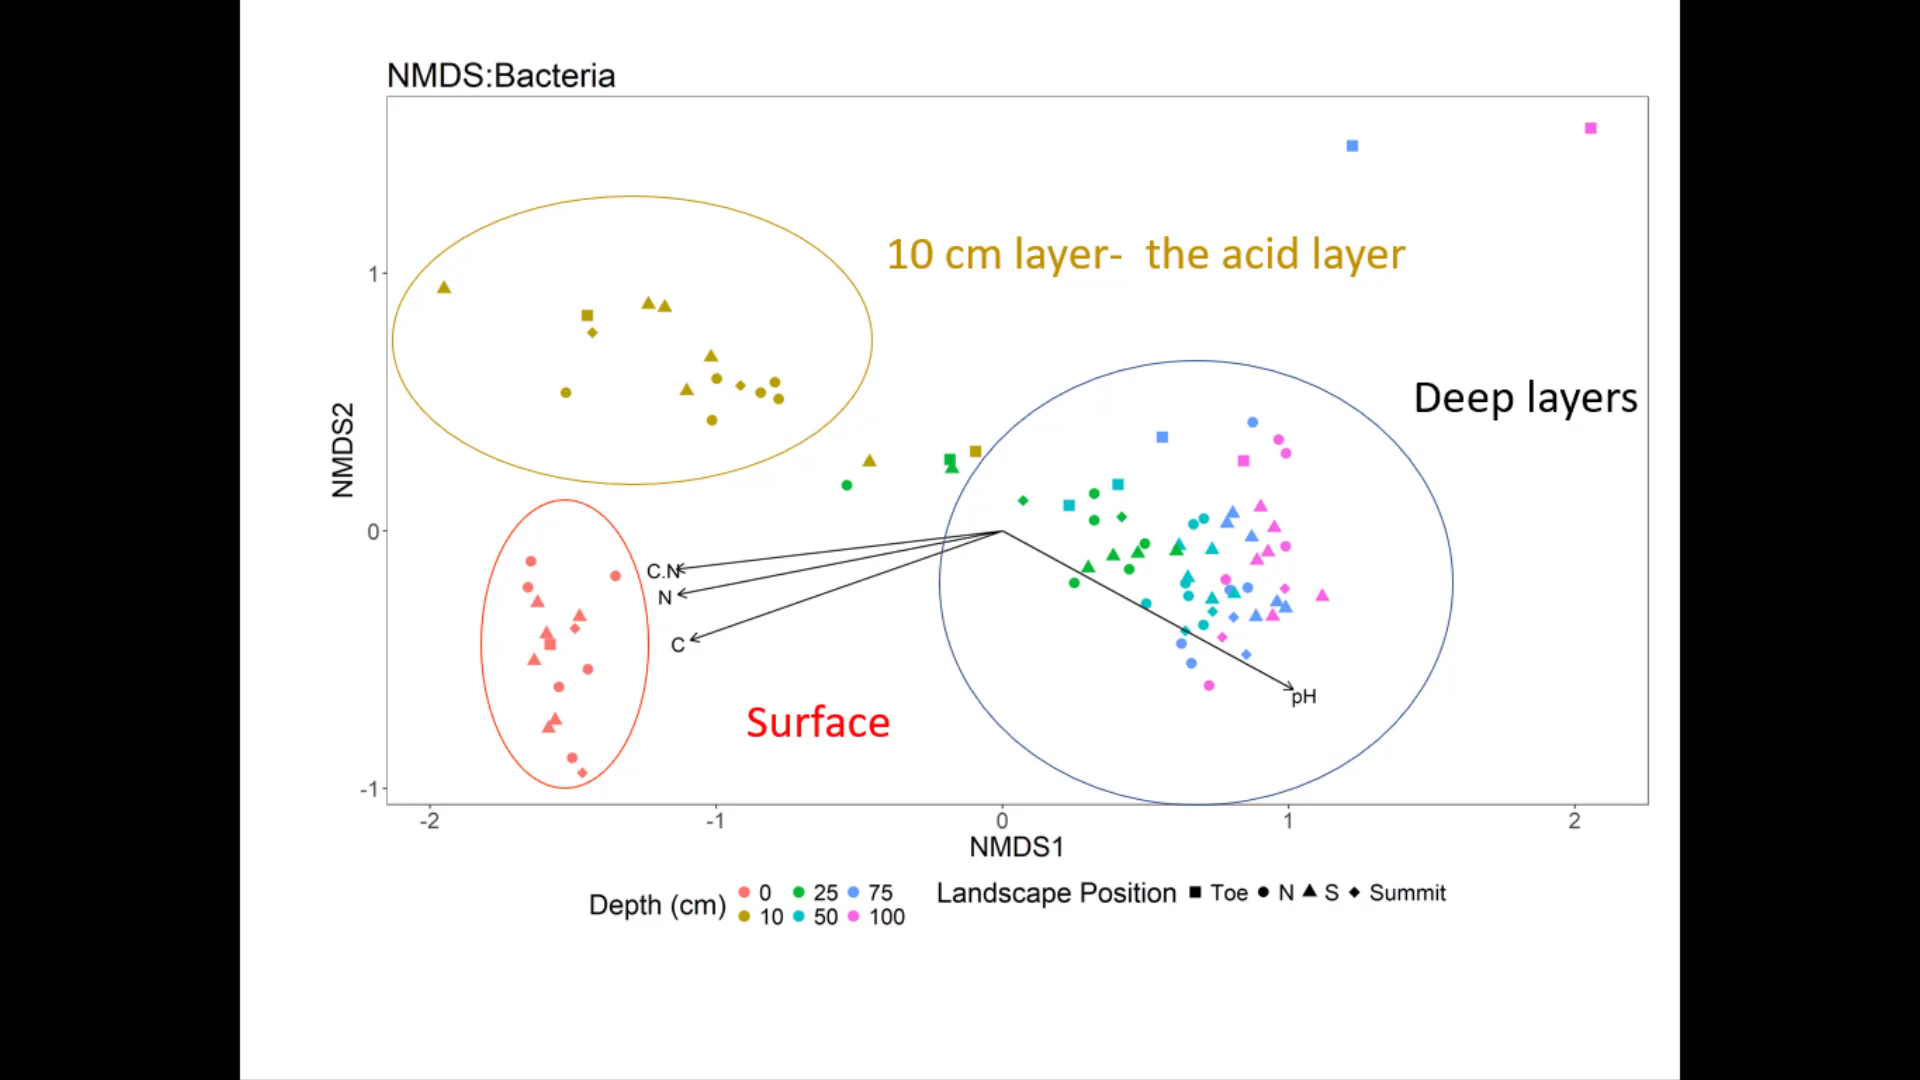 NMDS:Bacteria
10 cm layer-  the acid layer
Deep layers
Surface
NMDS2
1
0
-1
C.N
N
C
pH
-2 -1 0 1 2
NMDS1
Depth (cm) 0 25 75
10 50 100
Landscape Position Toe N S Summit